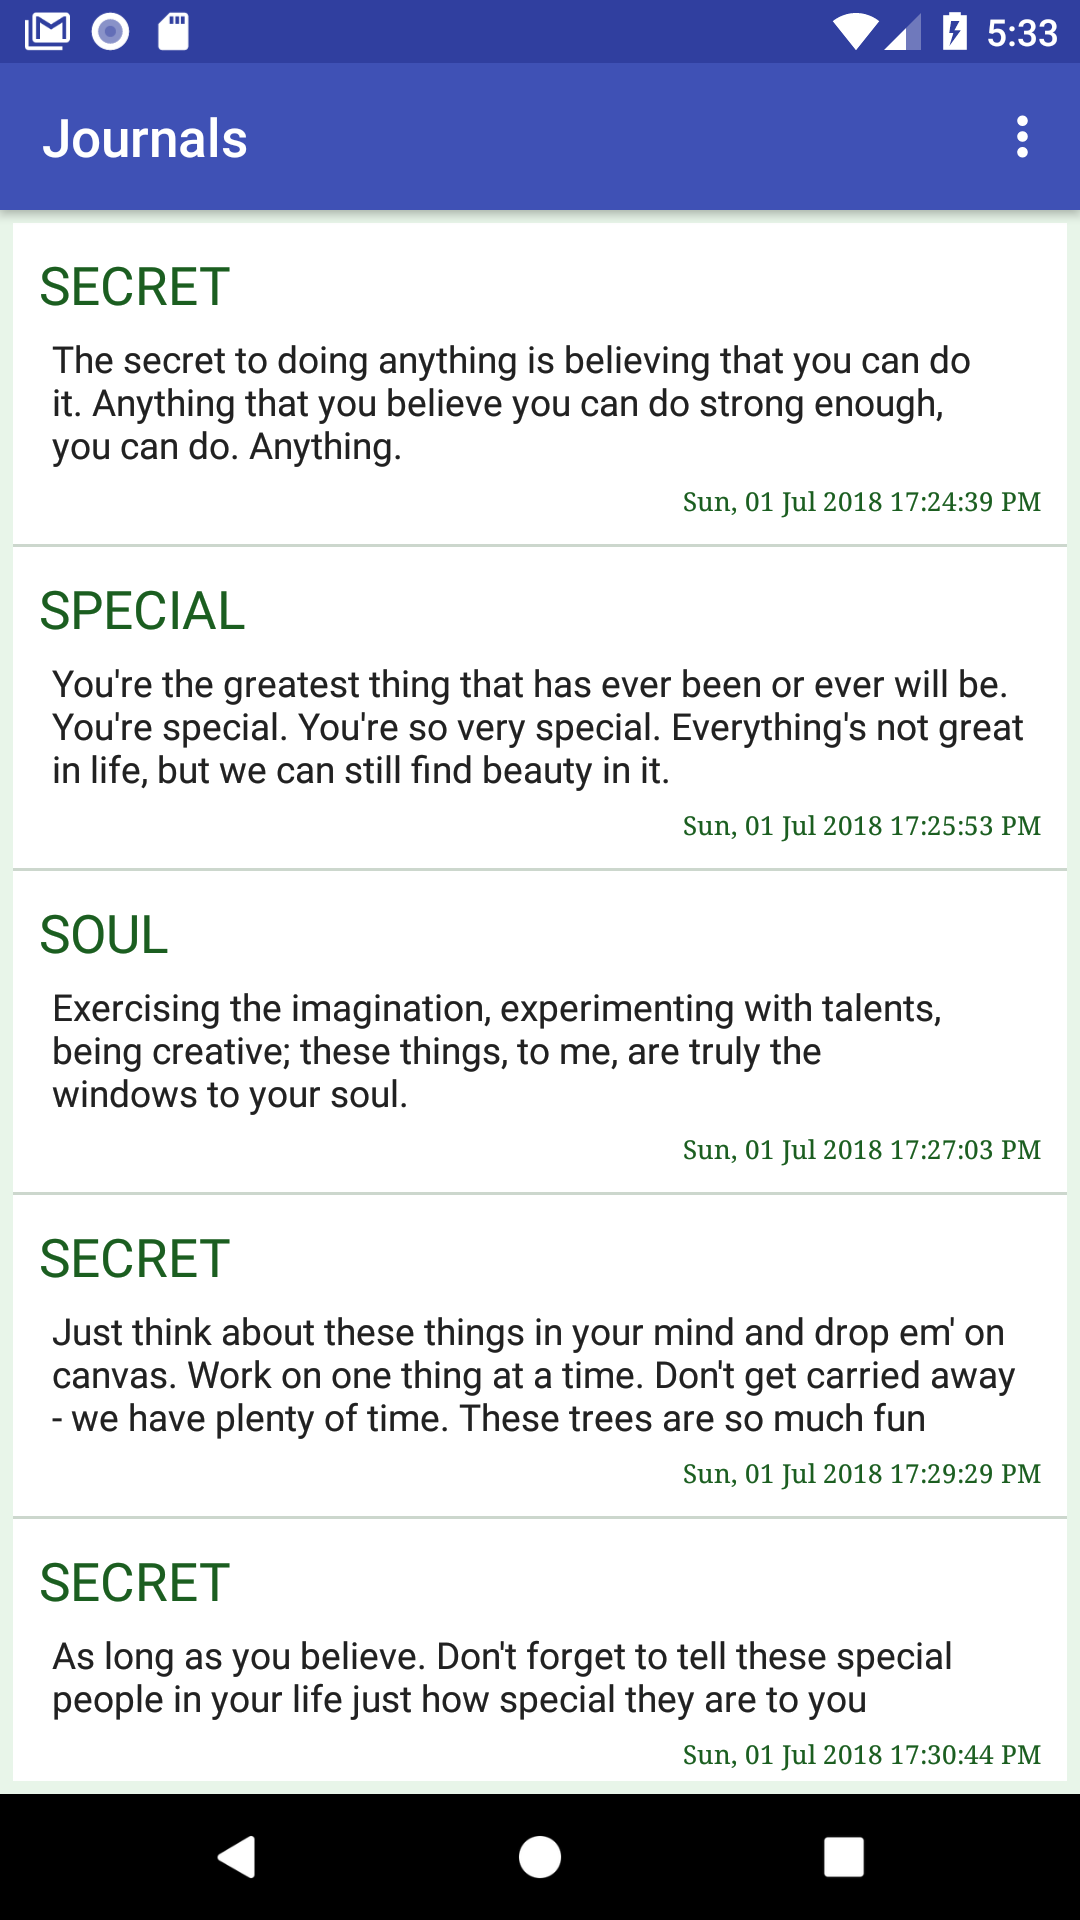 5:33
Journals
SECRET
The secret to doing anything is believing that you can do
it. Anything that you believe you can do strong enough,
you can do. Anything.
Sun, 01 Jul 2018 17:24:39 PM
SPECIAL
You're the greatest thing that has ever been or ever will be.
You're special. You're so very special. Everything's not great
in life, but we can still find beauty in it.
Sun, 01 Jul 2018 17:25:53 PM
SOUL
Exercising the imagination, experimenting with talents,
being creative; these things, to me, are truly the
windows to your soul.
Sun, 01 Jul 2018 17:27:03 PM
SECRET
Just think about these things in your mind and drop em' on
canvas. Work on one thing at a time. Don't get carried away
- we have plenty of time. These trees are so much fun
Sun, 01 Jul 2018 17:29:29 PM
SECRET
As long as you believe. Don't forget to tell these special
people in your life just how special they are to you
Sun, 01 Jul 2018 17:30:44 PM